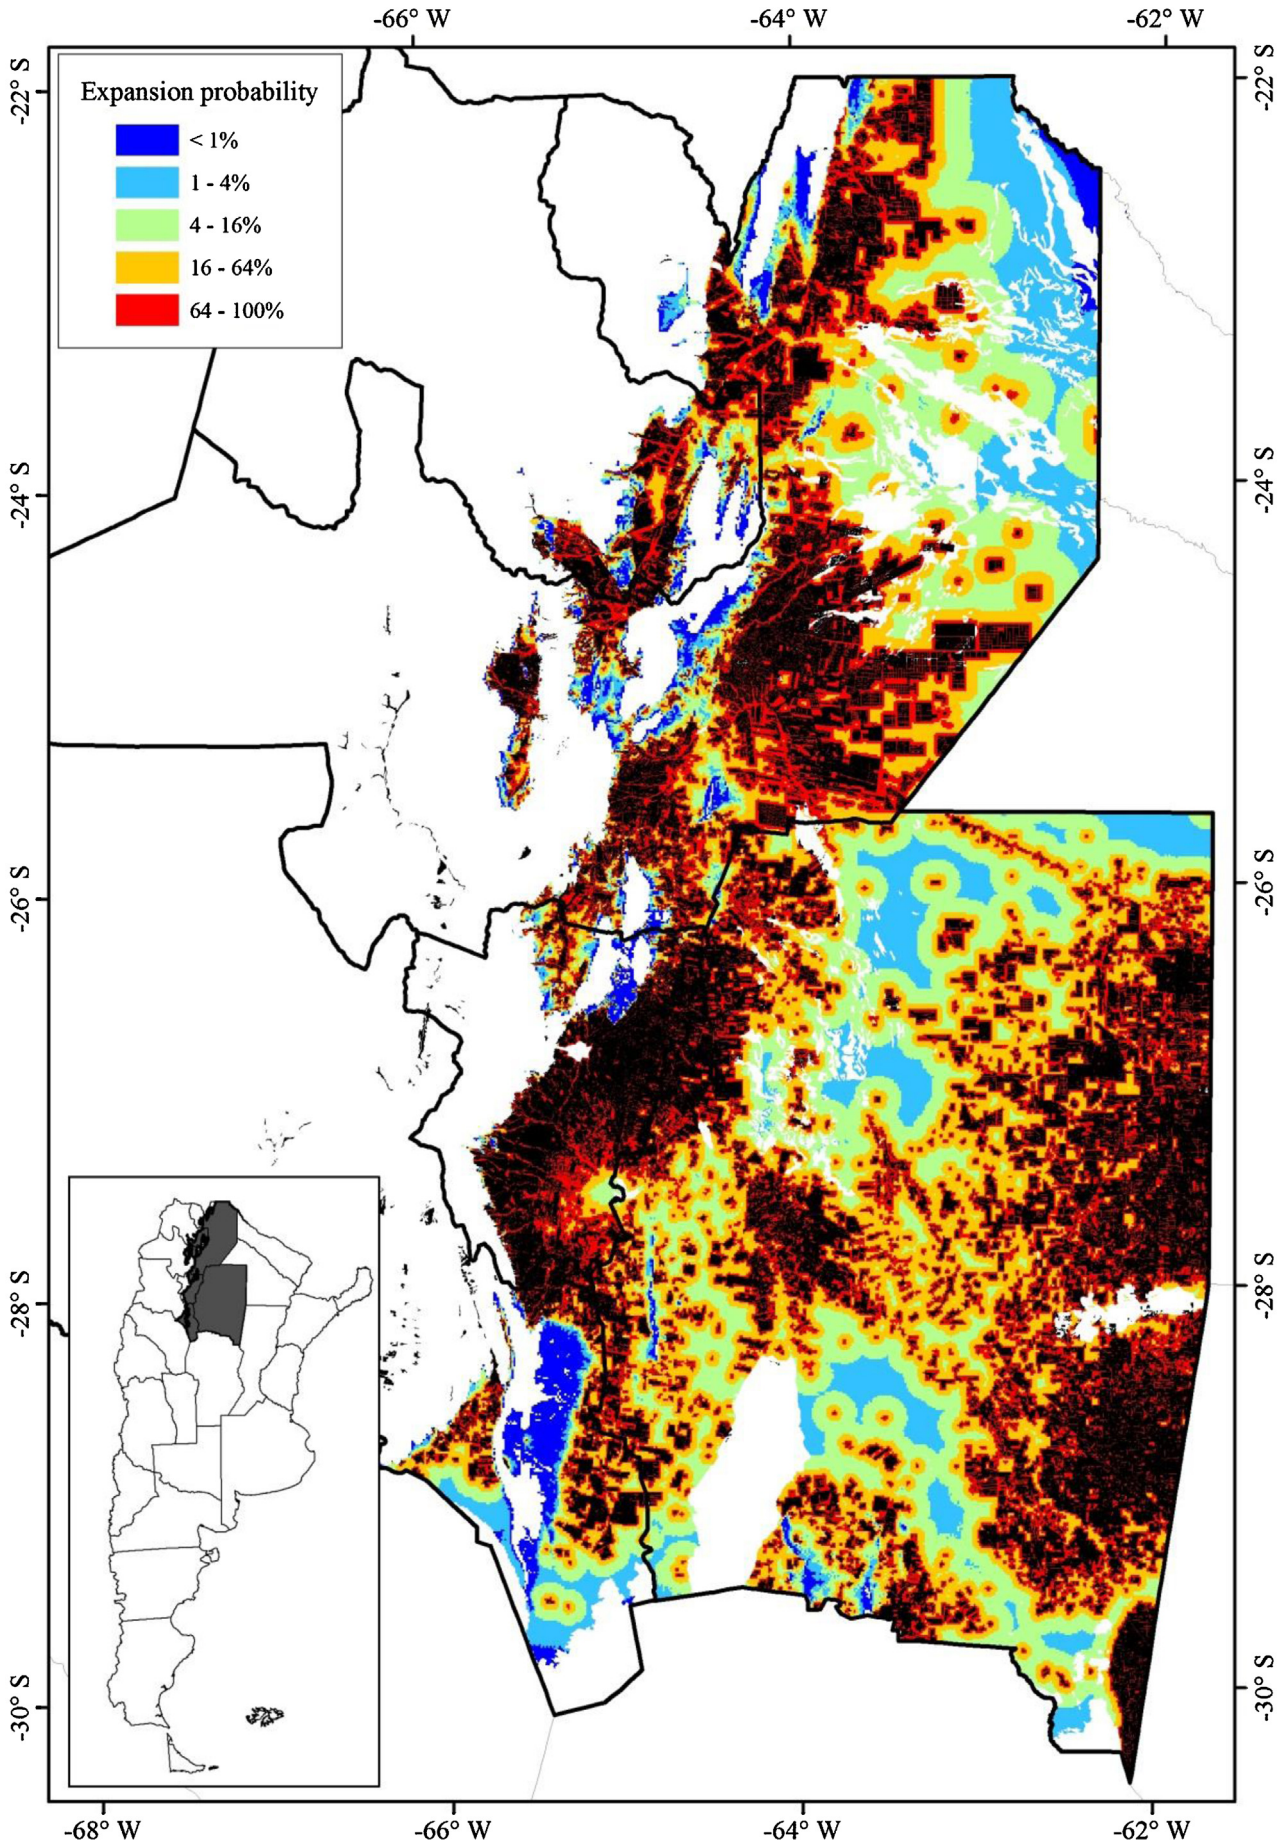 -66° W -64° W -62° W
-22° S
-22° S
Expansion probability
< 1%
1 - 4%
4 - 16%
16 - 64%
64 - 100%
-24° S
-24° S
-26° S
-26° S
-28° S
-28° S
-30° S
-30° S
-68° W -66° W -64° W -62° W